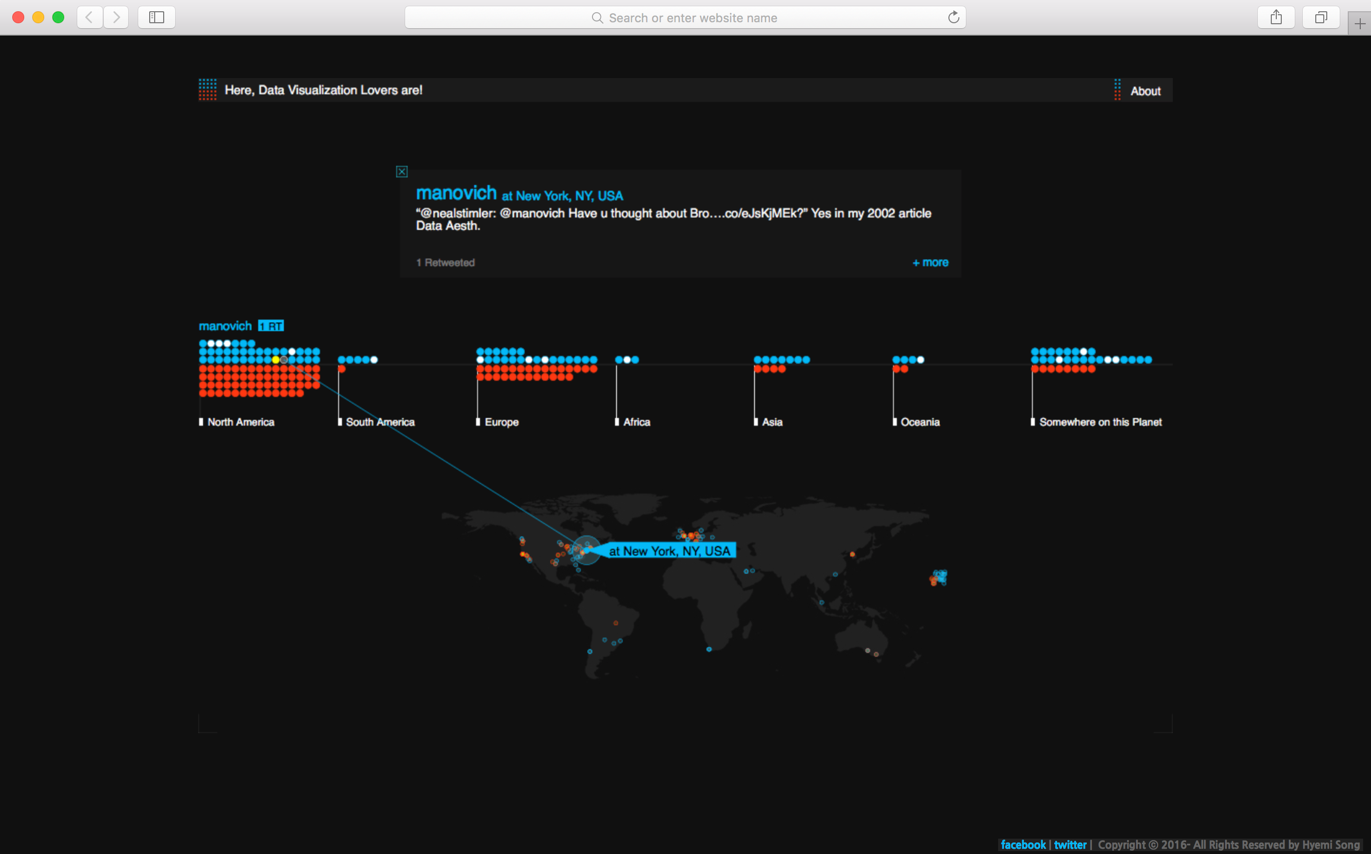 Search or enter website name
Here, Data Visualization Lovers are!
About
manovich at New York, NY, USA
“@nealstimler: @manovich Have u thought about Bro….co/eJsKjMEk?” Yes in my 2002 article
Data Aesth.
1 Retweeted
+ more
manovich 1 RT
North America
South America
Europe
Africa
Asia
Oceania
Somewhere on this Planet
at New York, NY, USA
facebook | twitter | Copyright © 2016- All Rights Reserved by Hyemi Song